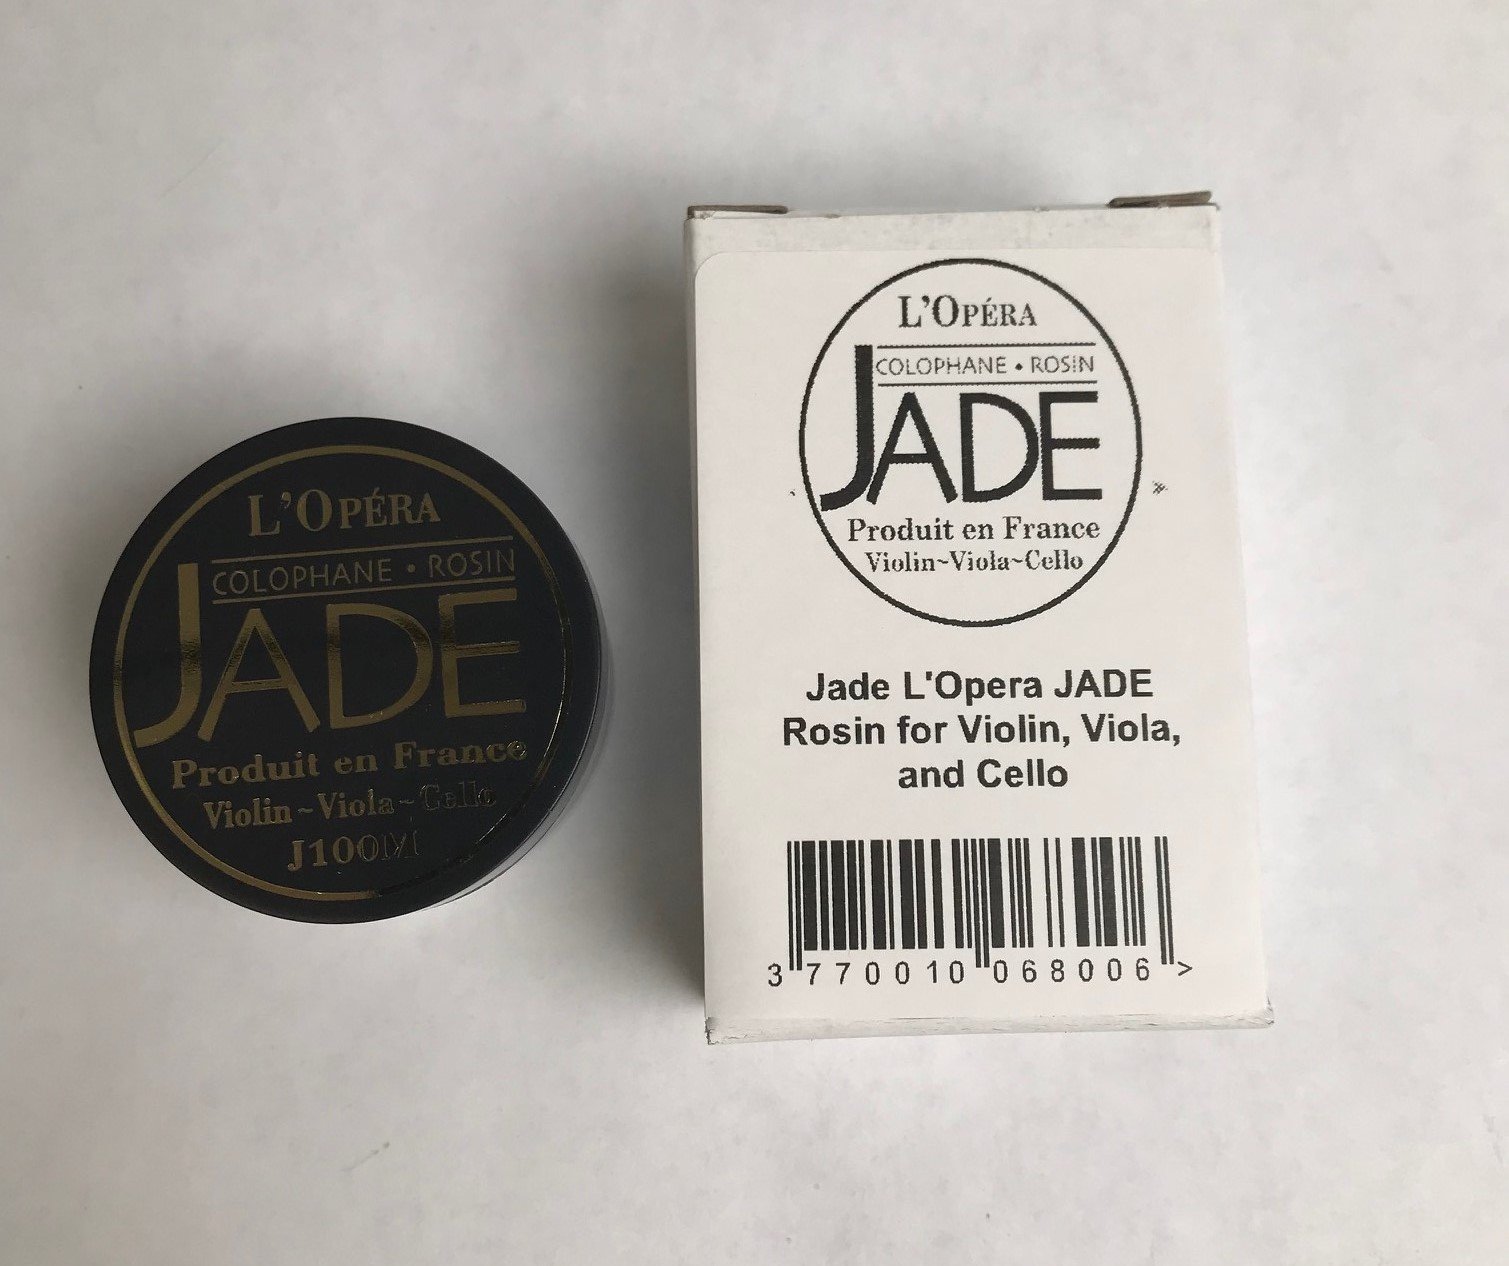 L'OPÉRA
COLOPHANE • ROSIN
JADE
Produit en France
Violin~Viola~Cello
J100M
L'OPÉRA
COLOPHANE • ROSIN
JADE
Produit en France
Violin~Viola~Cello
Jade L'Opera JADE
Rosin for Violin, Viola,
and Cello
3 770010 068006 >